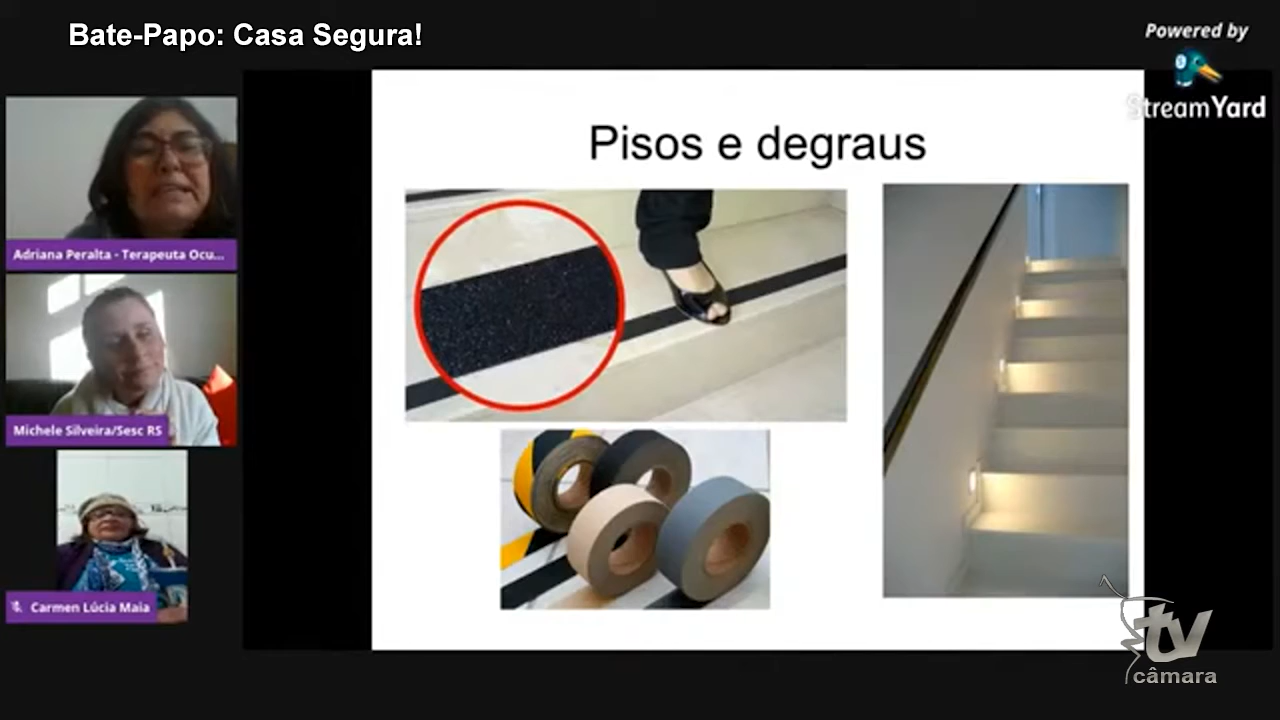 Bate-Papo: Casa Segura!
Powered by
StreamYard
Pisos e degraus
Adriana Peralta - Terapeuta Ocu...
Michele Silveira/Sesc RS
Carmen Lúcia Maia
tv
câmara